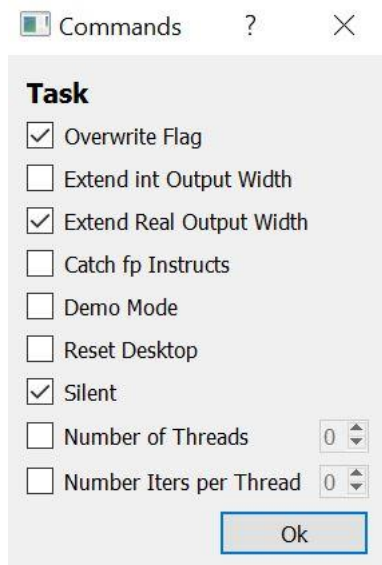 Commands ?
Task
Overwrite Flag
Extend int Output Width
Extend Real Output Width
Catch fp Instructs
Demo Mode
Reset Desktop
Silent
Number of Threads 0
Number Iters per Thread 0
Ok